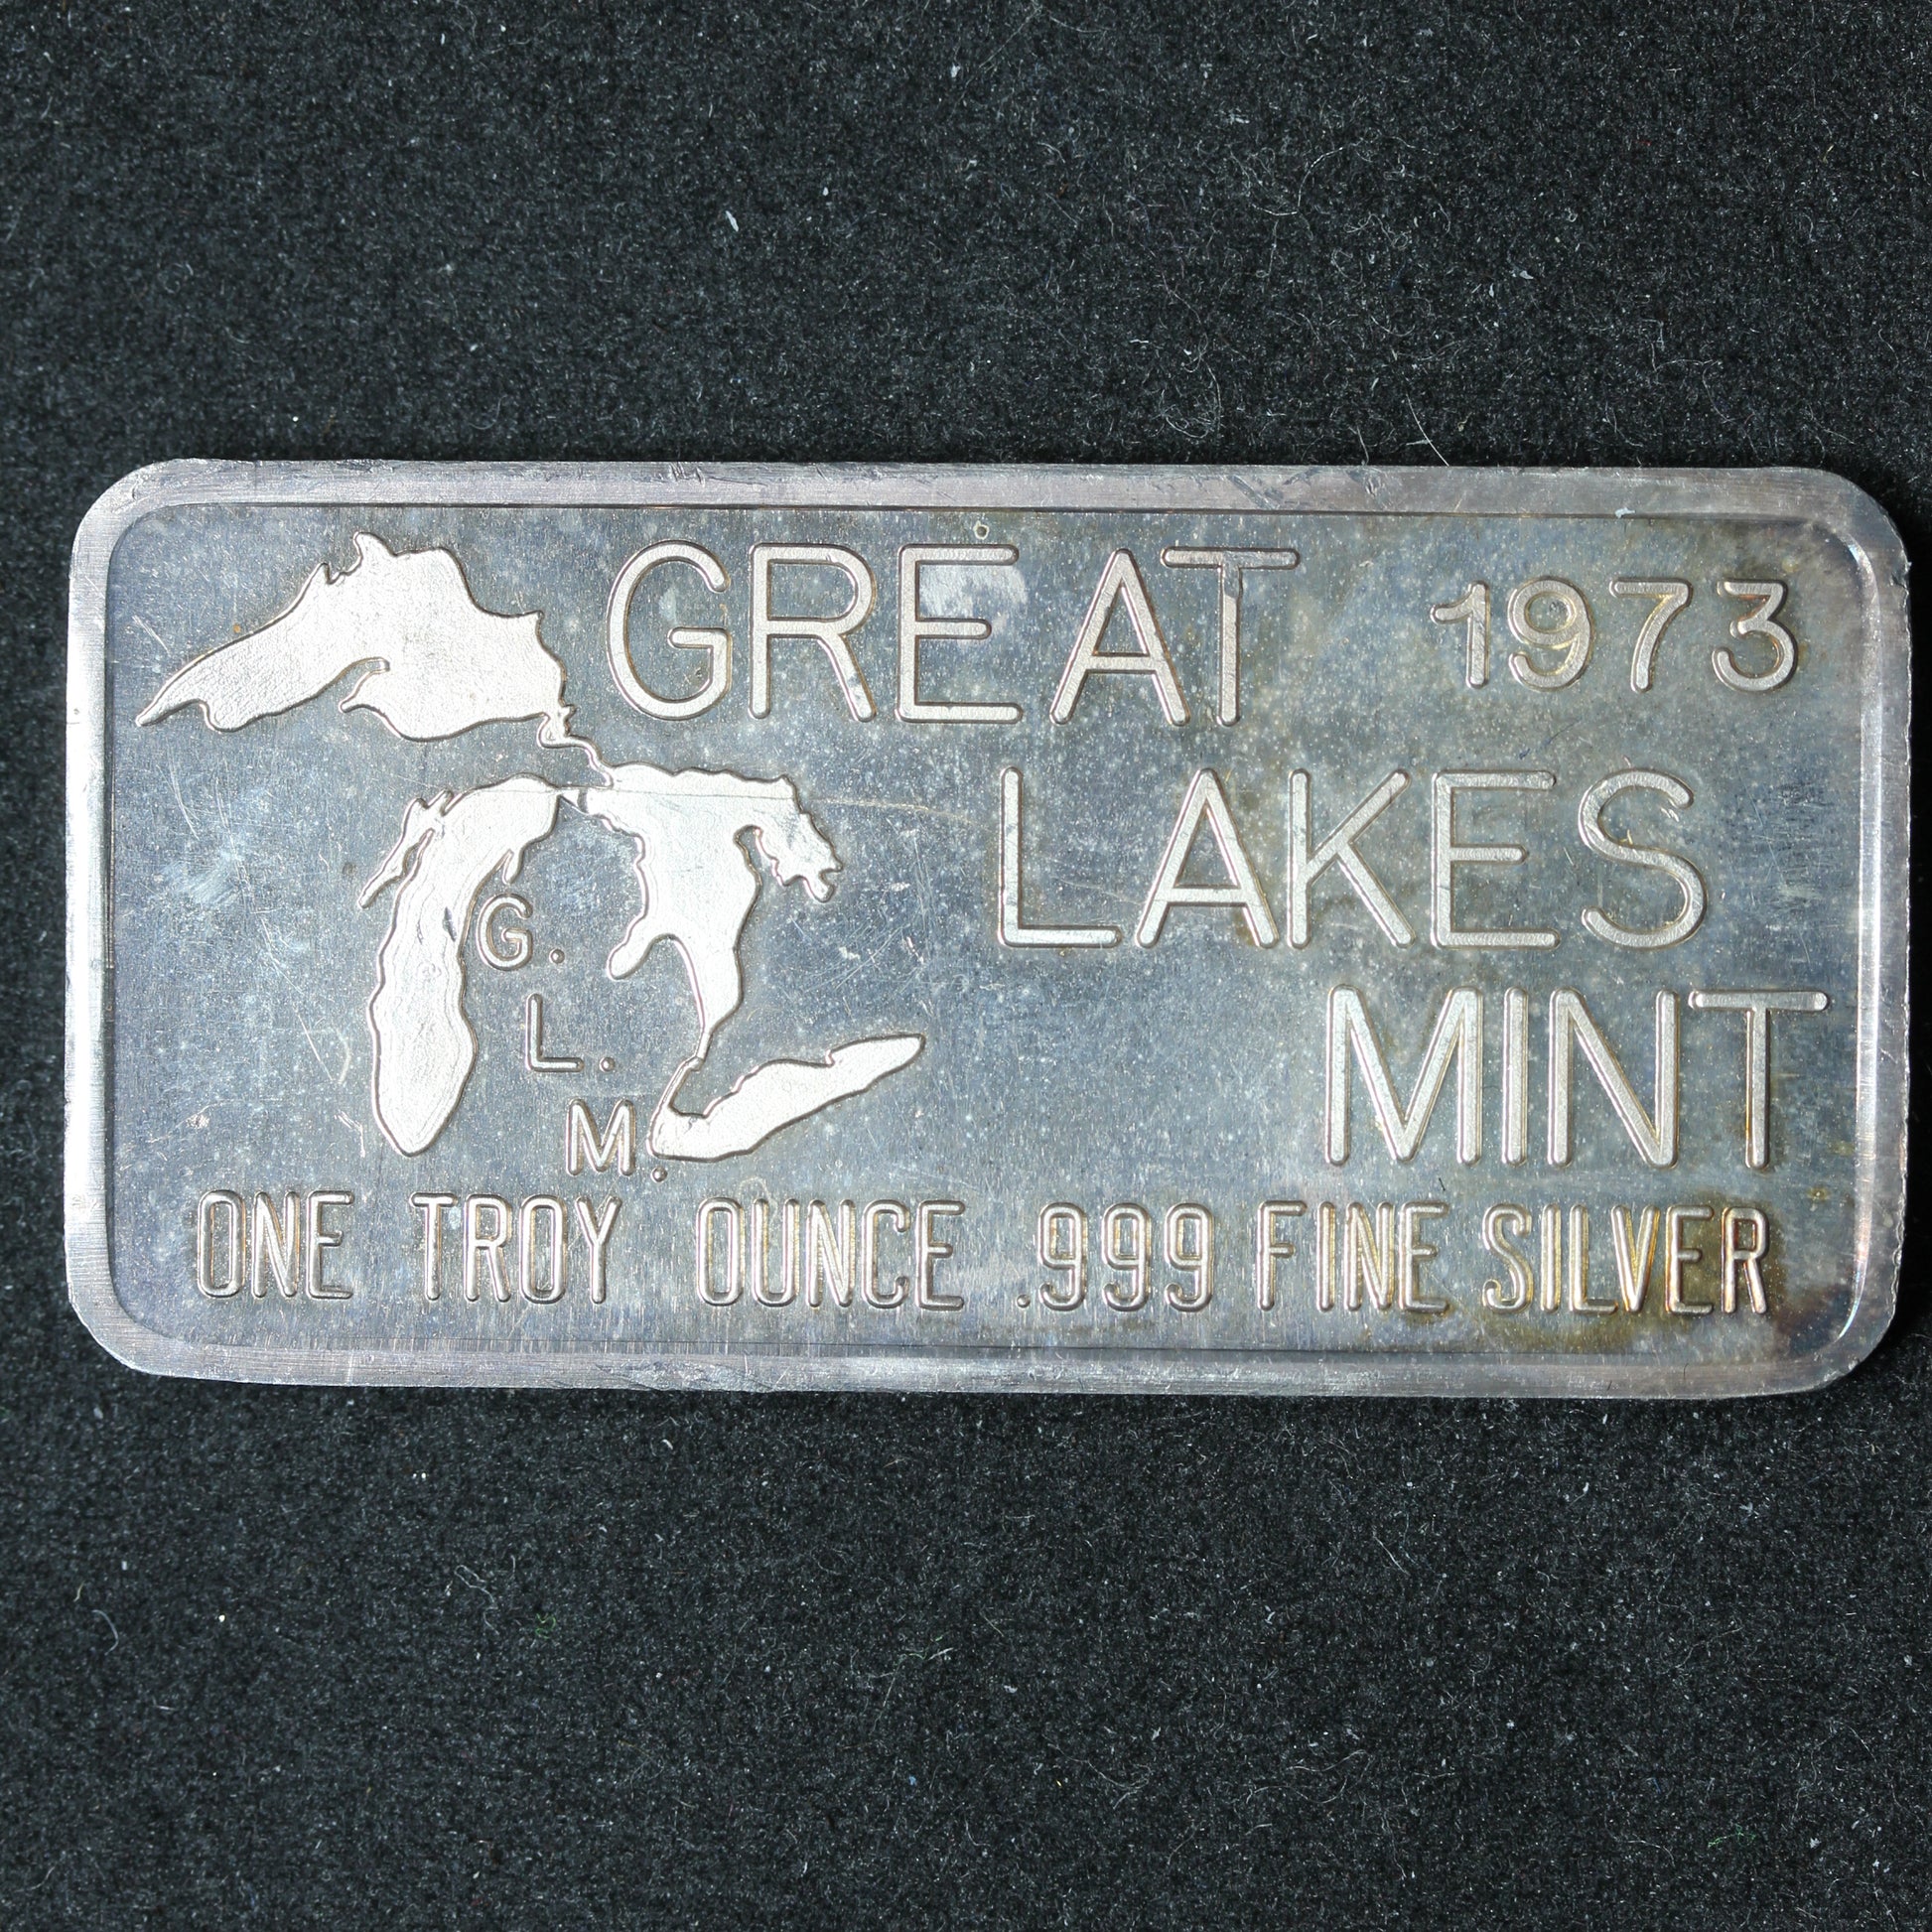 GREAT 1973
LAKES
MINT
G.
L.
M.
ONE TROY OUNCE .999 FINE SILVER